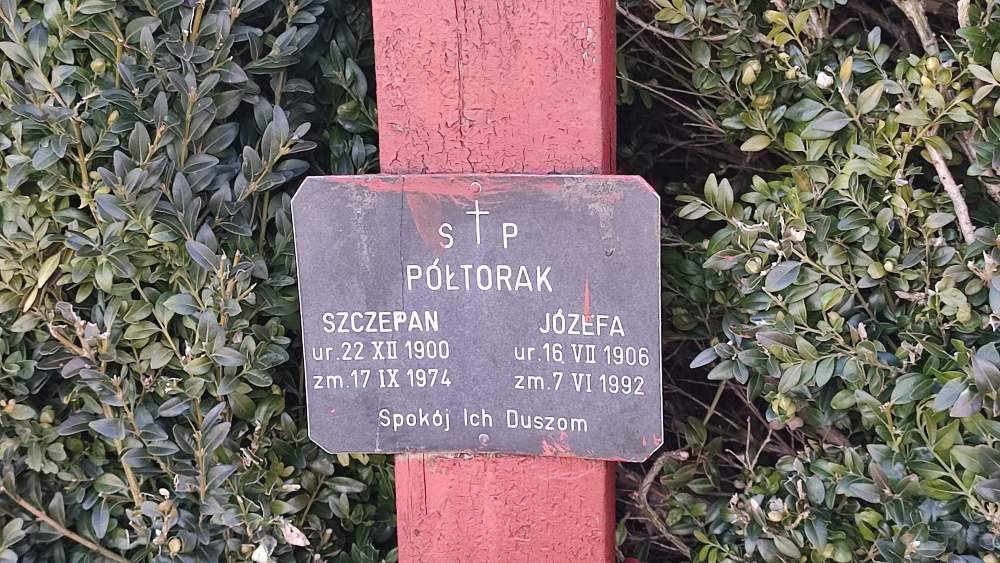 S † P
PÓŁTORAK
SZCZEPAN JÓZEFA
ur. 22 XII 1900 ur. 16 VII 1906
zm. 17 IX 1974 zm. 7 VI 1992
Spokój Ich Duszom